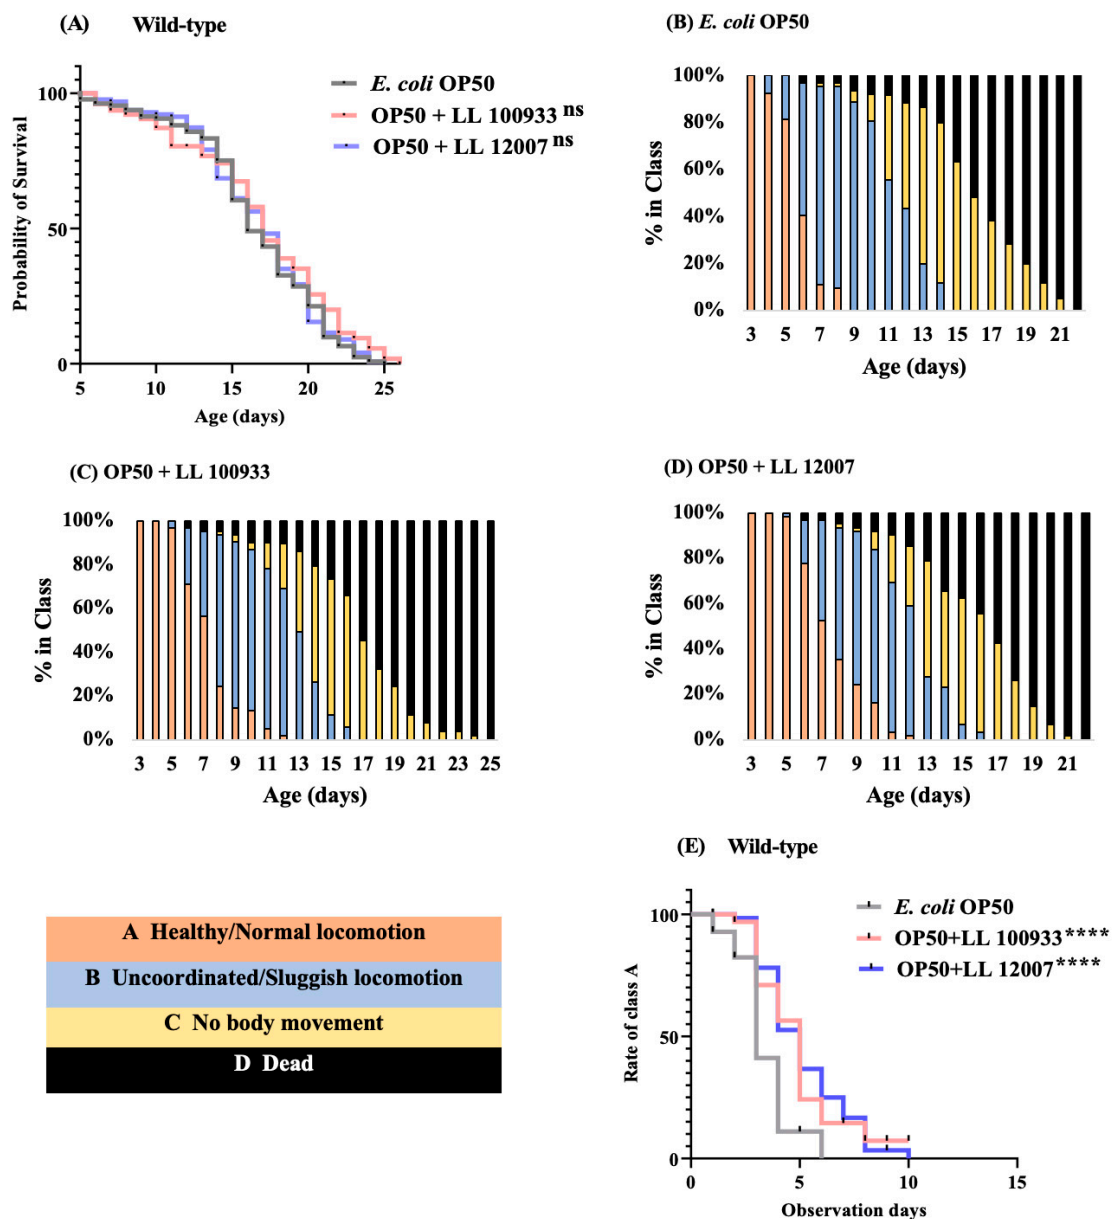 (A) Wild-type
Probability of Survival
100
50
0
5 10 15 20 25
Age (days)
E. coli OP50
OP50 + LL 100933 ns
OP50 + LL 12007 ns
(B) E. coli OP50
% in Class
100%
80%
60%
40%
20%
0%
3 5 7 9 11 13 15 17 19 21
Age (days)
(C) OP50 + LL 100933
% in Class
100%
80%
60%
40%
20%
0%
3 5 7 9 11 13 15 17 19 21 23 25
Age (days)
(D) OP50 + LL 12007
% in Class
100%
80%
60%
40%
20%
0%
3 5 7 9 11 13 15 17 19 21
Age (days)
A Healthy/Normal locomotion
B Uncoordinated/Sluggish locomotion
C No body movement
D Dead
(E) Wild-type
Rate of class A
100
50
0
0 5 10 15
Observation days
E. coli OP50
OP50+LL 100933****
OP50+LL 12007****